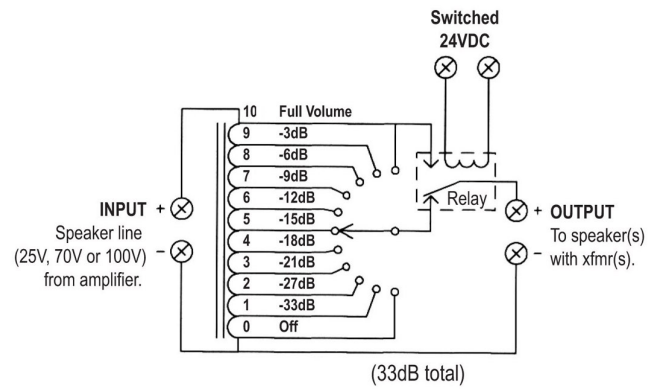 Switched
24VDC
10 Full Volume
9 -3dB
8 -6dB
7 -9dB
6 -12dB
5 -15dB
4 -18dB
3 -21dB
2 -27dB
1 -33dB
0 Off
INPUT +
Speaker line
(25V, 70V or 100V) -
from amplifier.
Relay
+ OUTPUT
To speaker(s)
- with xfmr(s).
(33dB total)